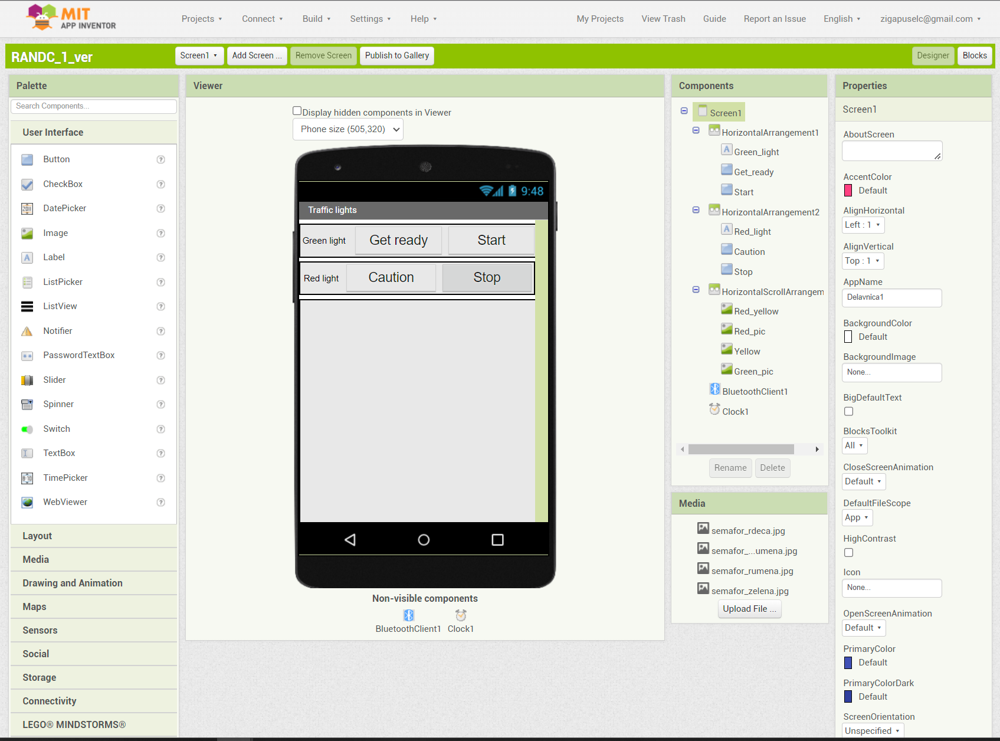 MIT
APP INVENTOR
Projects
Connect
Build
Settings
Help
My Projects
View Trash
Guide
Report an Issue
English
zigapuselc@gmail.com
RANDC_1_ver
Screen1
Add Screen ...
Remove Screen
Publish to Gallery
Designer
Blocks
Palette
Search Components...
User Interface
Button
CheckBox
DatePicker
Image
Label
ListPicker
ListView
Notifier
PasswordTextBox
Slider
Spinner
Switch
TextBox
TimePicker
WebViewer
Layout
Media
Drawing and Animation
Maps
Sensors
Social
Storage
Connectivity
LEGO® MINDSTORMS®
Viewer
Display hidden components in Viewer
Phone size (505,320)
9:48
Traffic lights
Green light Get ready Start
Red light Caution Stop
Non-visible components
BluetoothClient1 Clock1
Components
Screen1
HorizontalArrangement1
Green_light
Get_ready
Start
HorizontalArrangement2
Red_light
Caution
Stop
HorizontalScrollArrangem
Red_yellow
Red_pic
Yellow
Green_pic
BluetoothClient1
Clock1
Rename
Delete
Media
semafor_rdeca.jpg
semafor_...umena.jpg
semafor_rumena.jpg
semafor_zelena.jpg
Upload File ...
Properties
Screen1
AboutScreen
AccentColor
Default
AlignHorizontal
Left : 1
AlignVertical
Top : 1
AppName
Delavnica1
BackgroundColor
Default
BackgroundImage
None...
BigDefaultText
BlocksToolkit
All
CloseScreenAnimation
Default
DefaultFileScope
App
HighContrast
Icon
None...
OpenScreenAnimation
Default
PrimaryColor
Default
PrimaryColorDark
Default
ScreenOrientation
Unspecified